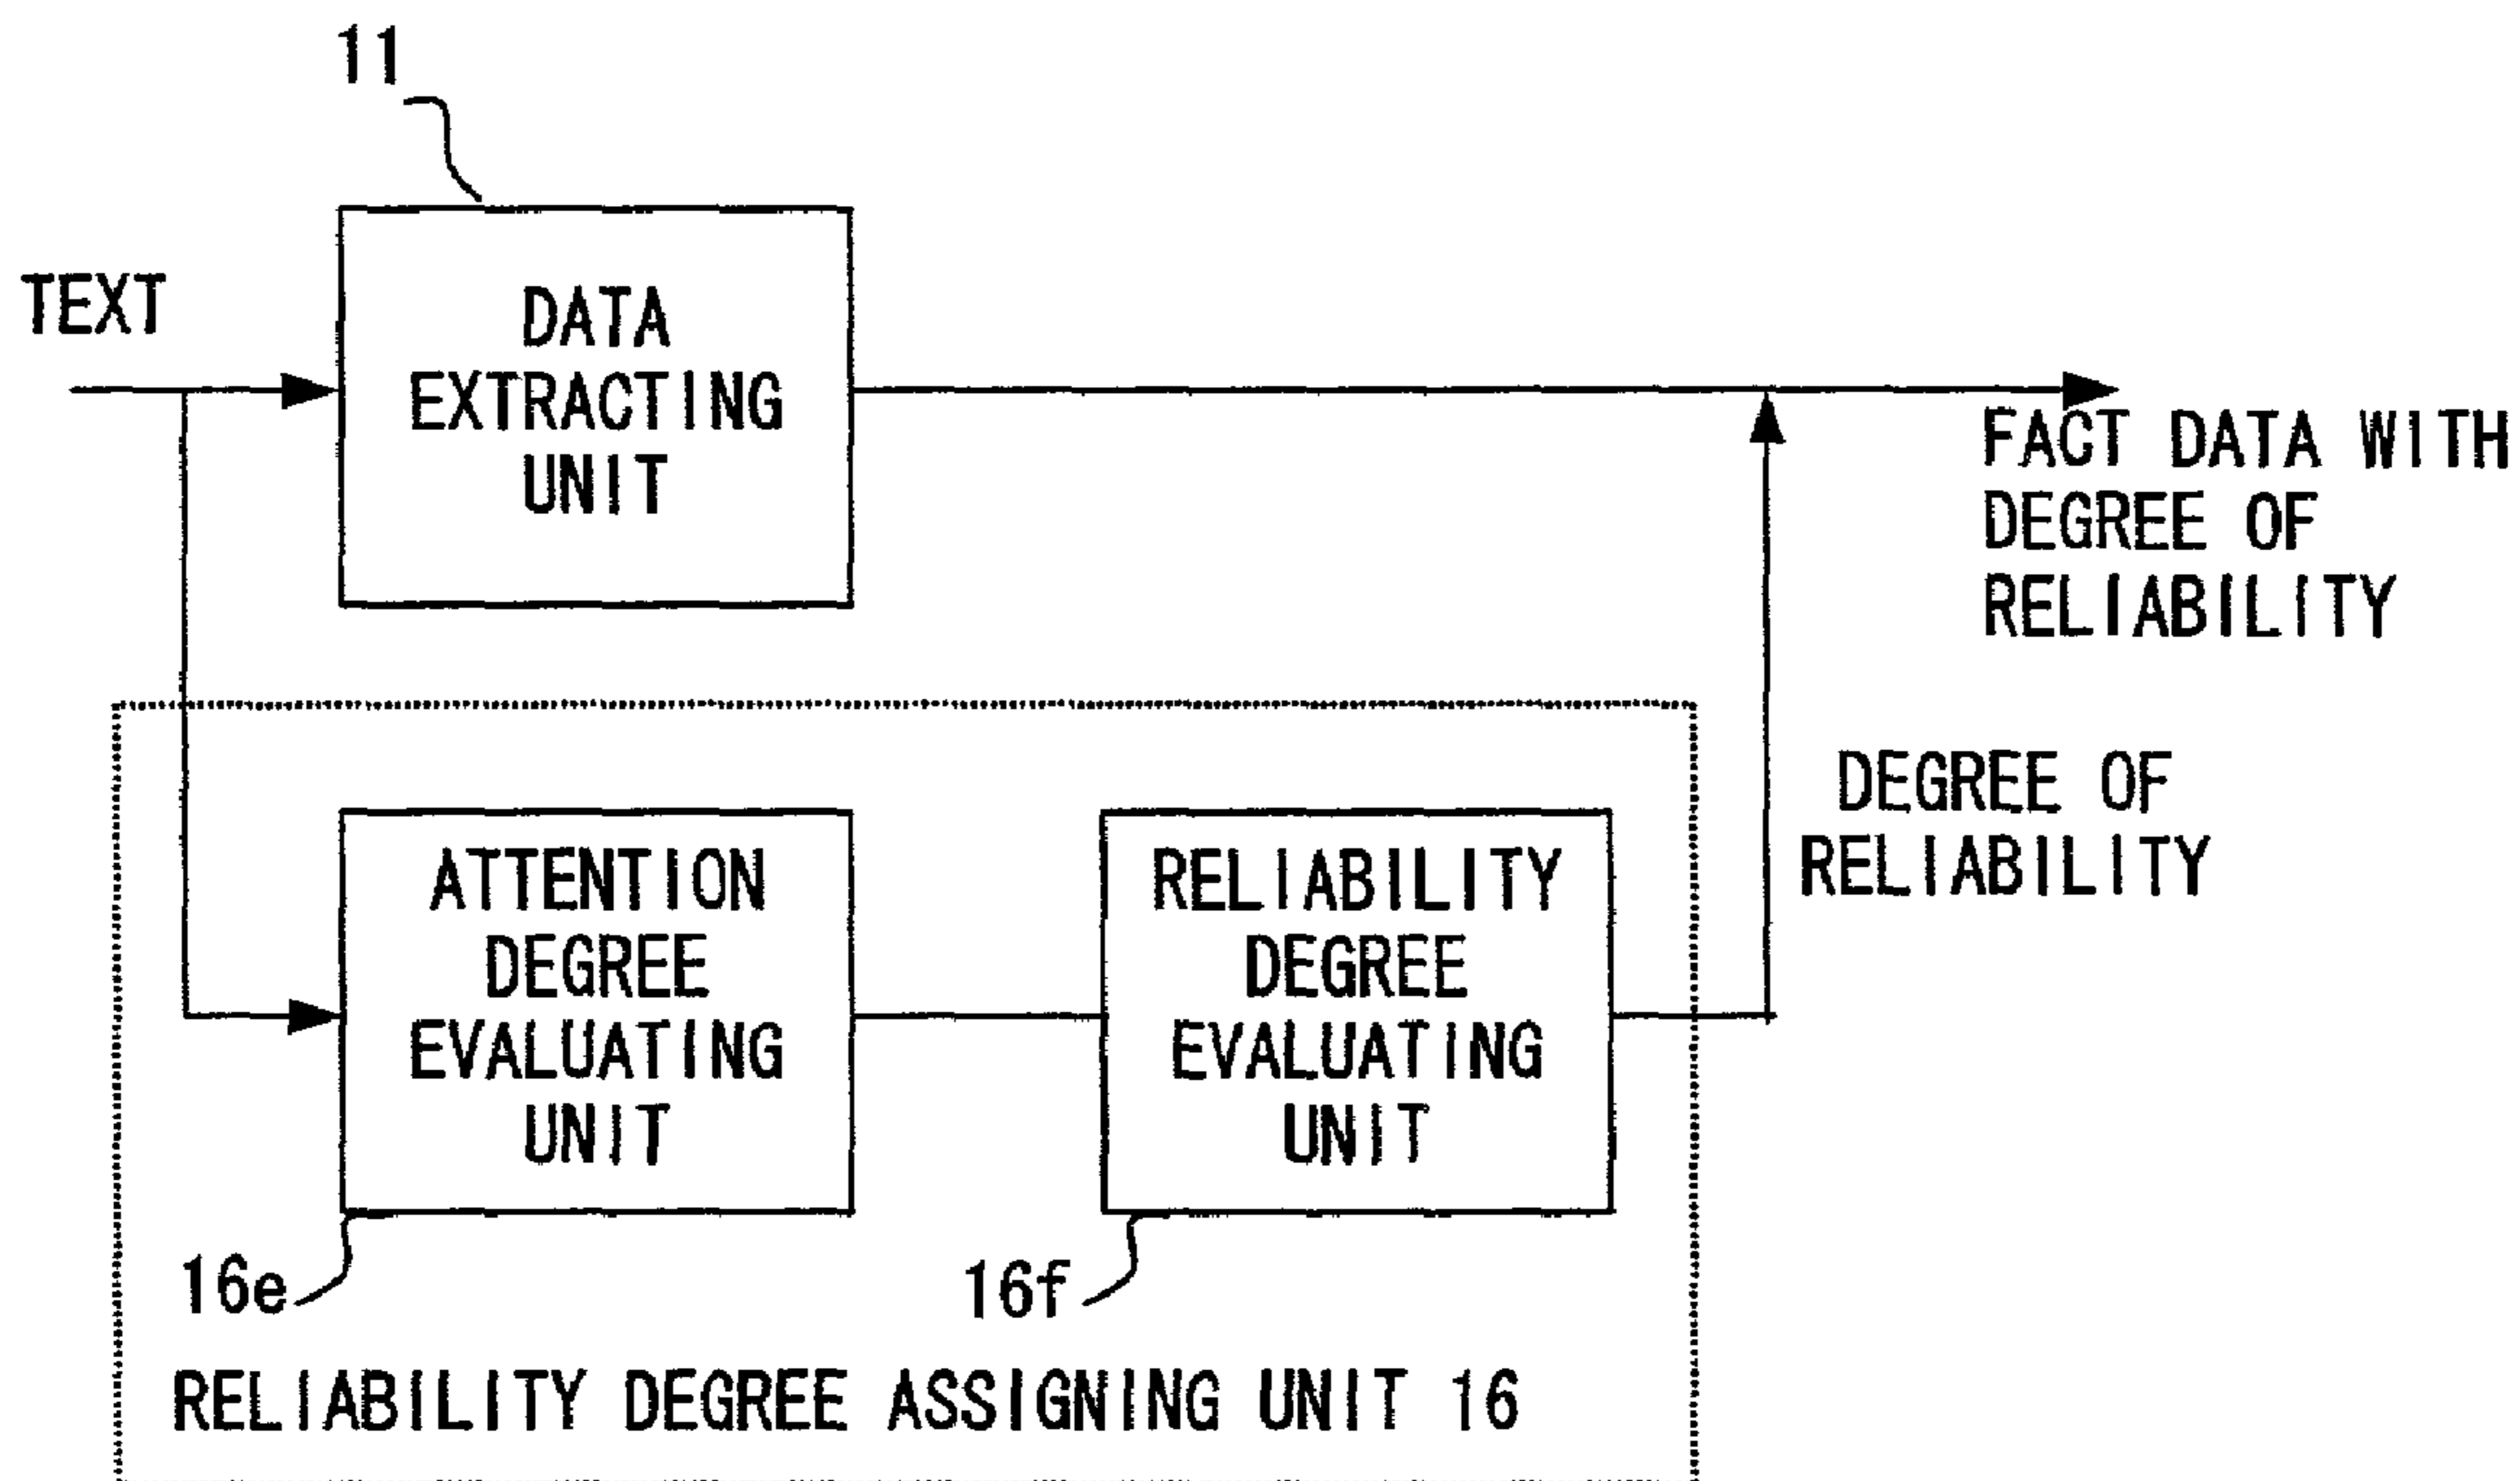 11
TEXT
DATA
EXTRACTING
UNIT
FACT DATA WITH
DEGREE OF
RELIABILITY
DEGREE OF
RELIABILITY
ATTENTION
DEGREE
EVALUATING
UNIT
RELIABILITY
DEGREE
EVALUATING
UNIT
16e
16f
RELIABILITY DEGREE ASSIGNING UNIT 16